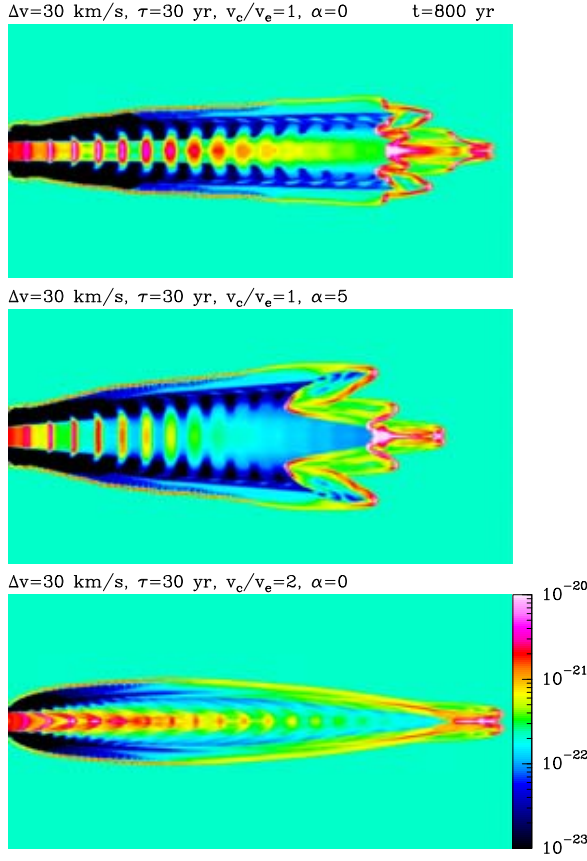 Δv=30 km/s, τ=30 yr, v_c/v_e=1, α=0 t=800 yr
Δv=30 km/s, τ=30 yr, v_c/v_e=1, α=5
Δv=30 km/s, τ=30 yr, v_c/v_e=2, α=0
10^-20
10^-21
10^-22
10^-23